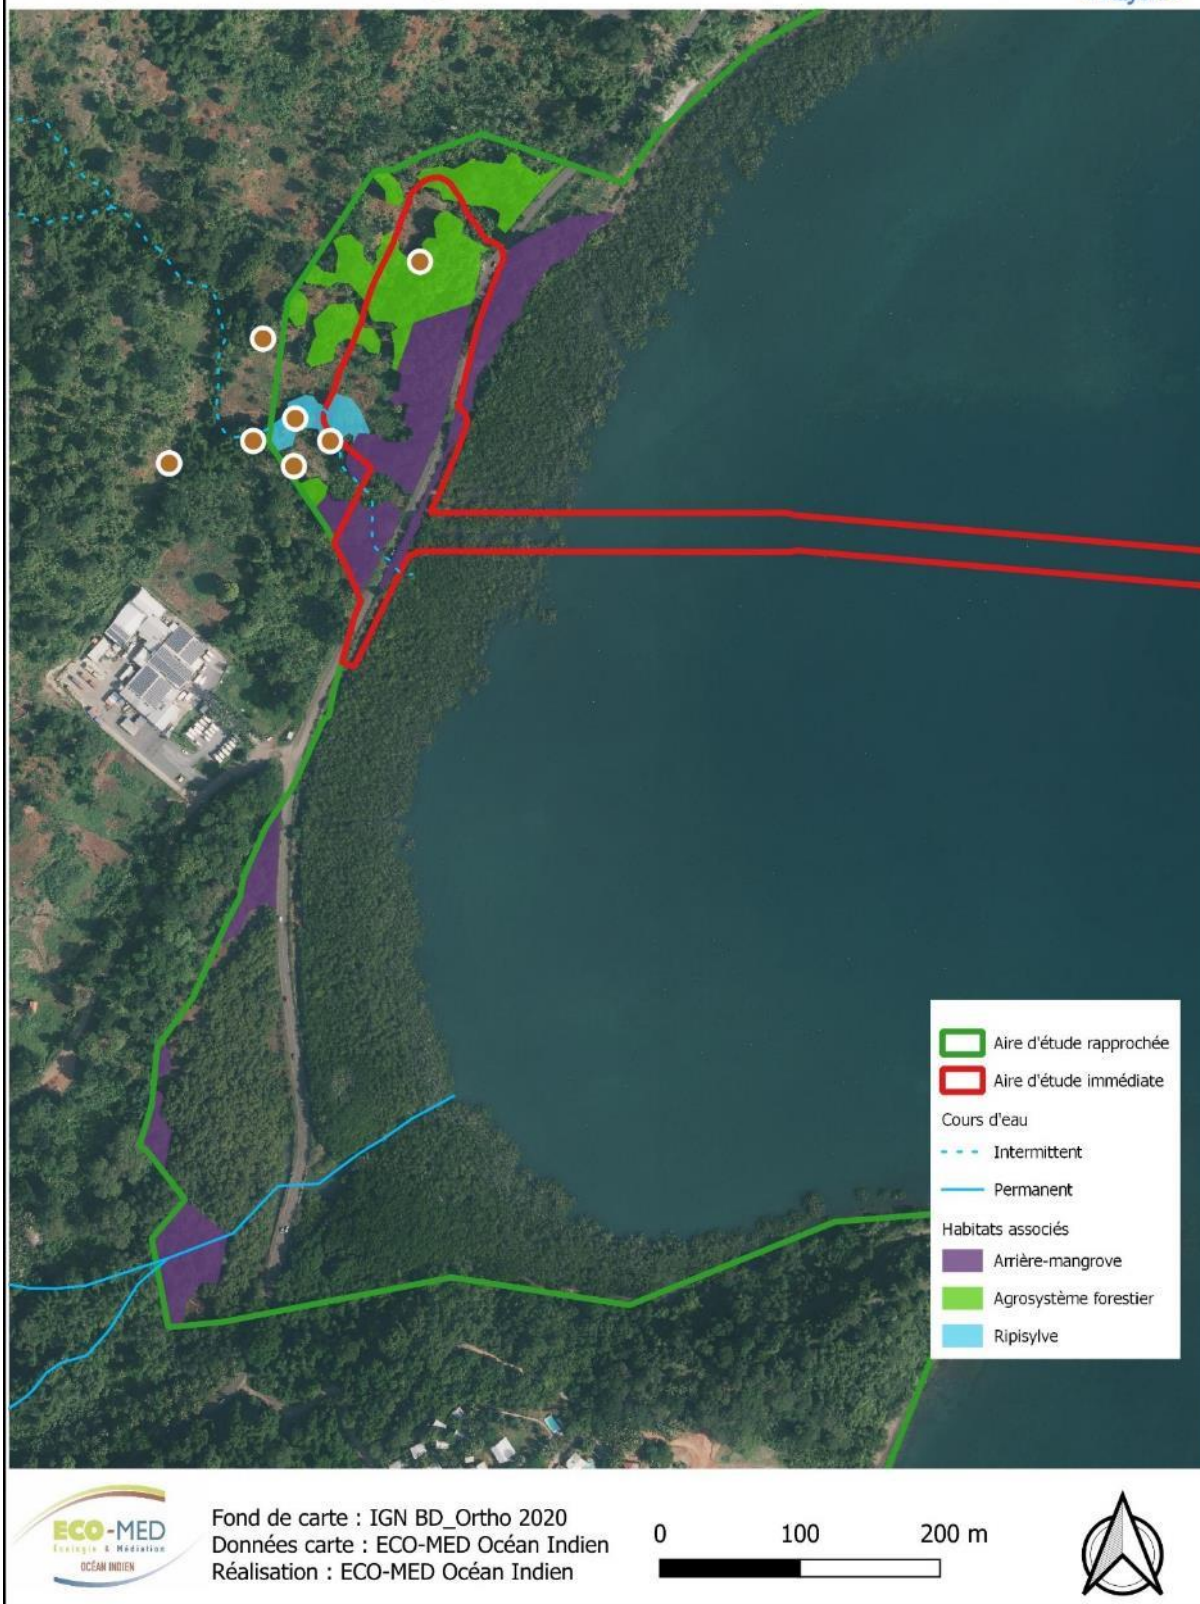 Aire d'étude rapprochée
Aire d'étude immédiate
Cours d'eau
Intermittent
Permanent
Habitats associés
Arrière-mangrove
Agrosystème forestier
Ripisylve
ECO-MED
Ecologie & Médiation
OCÉAN INDIEN
Fond de carte : IGN BD_Ortho 2020
Données carte : ECO-MED Océan Indien
Réalisation : ECO-MED Océan Indien
0 100 200 m